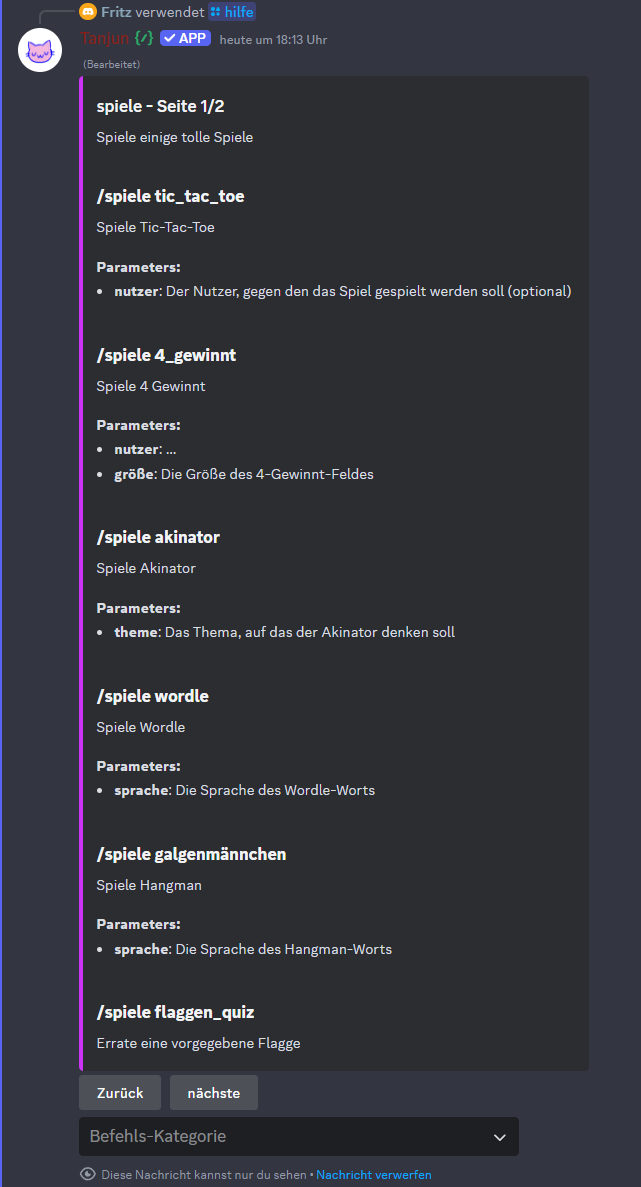 Fritz verwendet hilfe
Tanjun {/} APP heute um 18:13 Uhr
(Bearbeitet)
spiele - Seite 1/2
Spiele einige tolle Spiele
/spiele tic_tac_toe
Spiele Tic-Tac-Toe
Parameters:
• nutzer: Der Nutzer, gegen den das Spiel gespielt werden soll (optional)
/spiele 4_gewinnt
Spiele 4 Gewinnt
Parameters:
• nutzer: ...
• größe: Die Größe des 4-Gewinnt-Feldes
/spiele akinator
Spiele Akinator
Parameters:
• theme: Das Thema, auf das der Akinator denken soll
/spiele wordle
Spiele Wordle
Parameters:
• sprache: Die Sprache des Wordle-Worts
/spiele galgenmännchen
Spiele Hangman
Parameters:
• sprache: Die Sprache des Hangman-Worts
/spiele flaggen_quiz
Errate eine vorgegebene Flagge
Zurück nächste
Befehls-Kategorie
Diese Nachricht kannst nur du sehen • Nachricht verwerfen